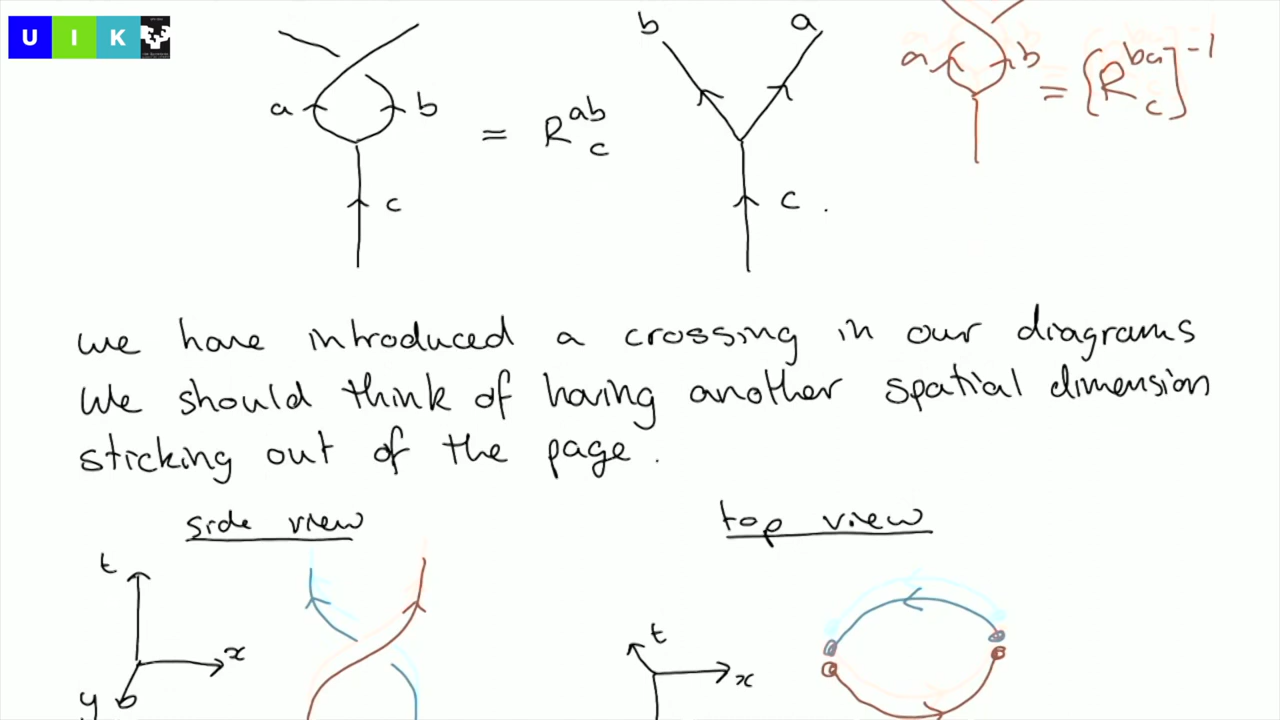 U I K
b a
a b = [R^{ba}_c]^{-1}
a b = R^{ab}_c
c c .
we have introduced a crossing in our diagrams
We should think of having another spatial dimension
sticking out of the page .
side view top view
t
t
x
x
y